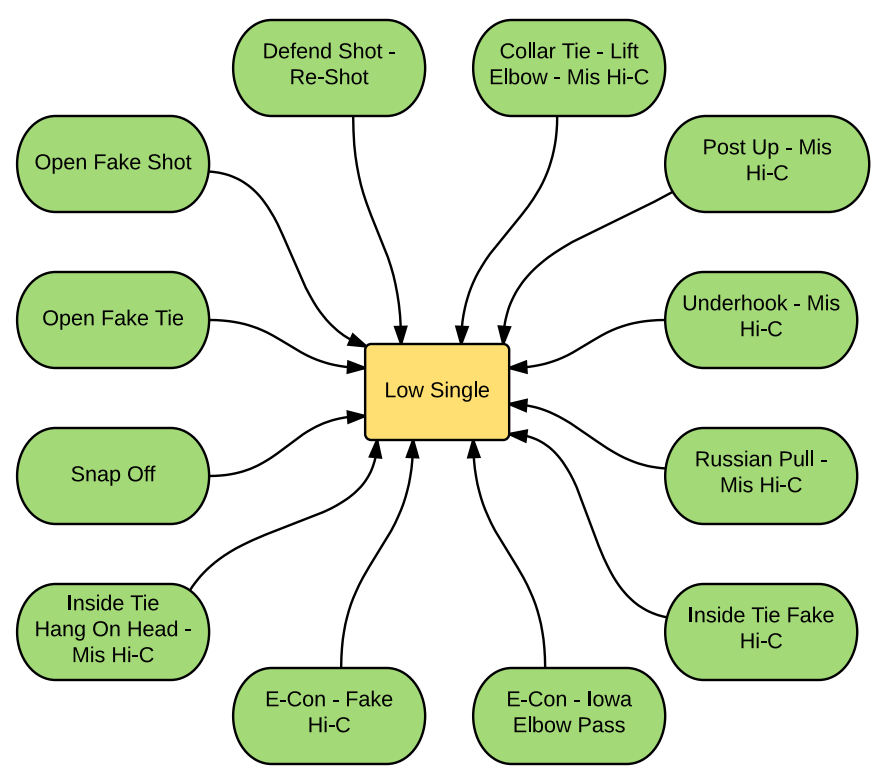 Defend Shot -
Re-Shot
Collar Tie - Lift
Elbow - Mis Hi-C
Open Fake Shot
Post Up - Mis
Hi-C
Open Fake Tie
Underhook - Mis
Hi-C
Low Single
Snap Off
Russian Pull -
Mis Hi-C
Inside Tie
Hang On Head -
Mis Hi-C
Inside Tie Fake
Hi-C
E-Con - Fake
Hi-C
E-Con - Iowa
Elbow Pass